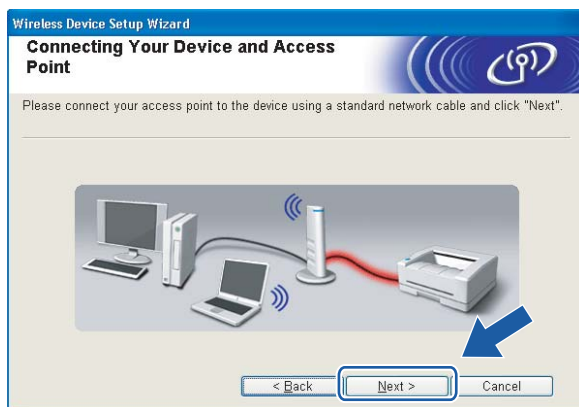 Wireless Device Setup Wizard
Connecting Your Device and Access
Point
Please connect your access point to the device using a standard network cable and click "Next".
< Back
Next >
Cancel